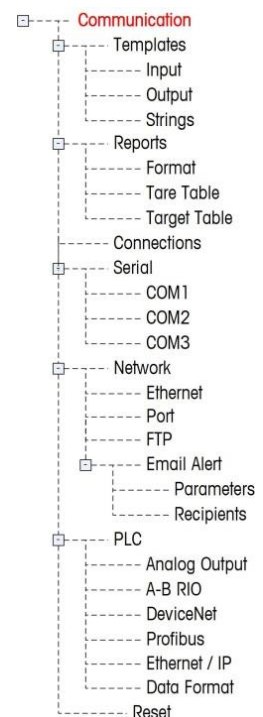 Communication
Templates
Input
Output
Strings
Reports
Format
Tare Table
Target Table
Connections
Serial
COM1
COM2
COM3
Network
Ethernet
Port
FTP
Email Alert
Parameters
Recipients
PLC
Analog Output
A-B RIO
DeviceNet
Profibus
Ethernet / IP
Data Format
Reset